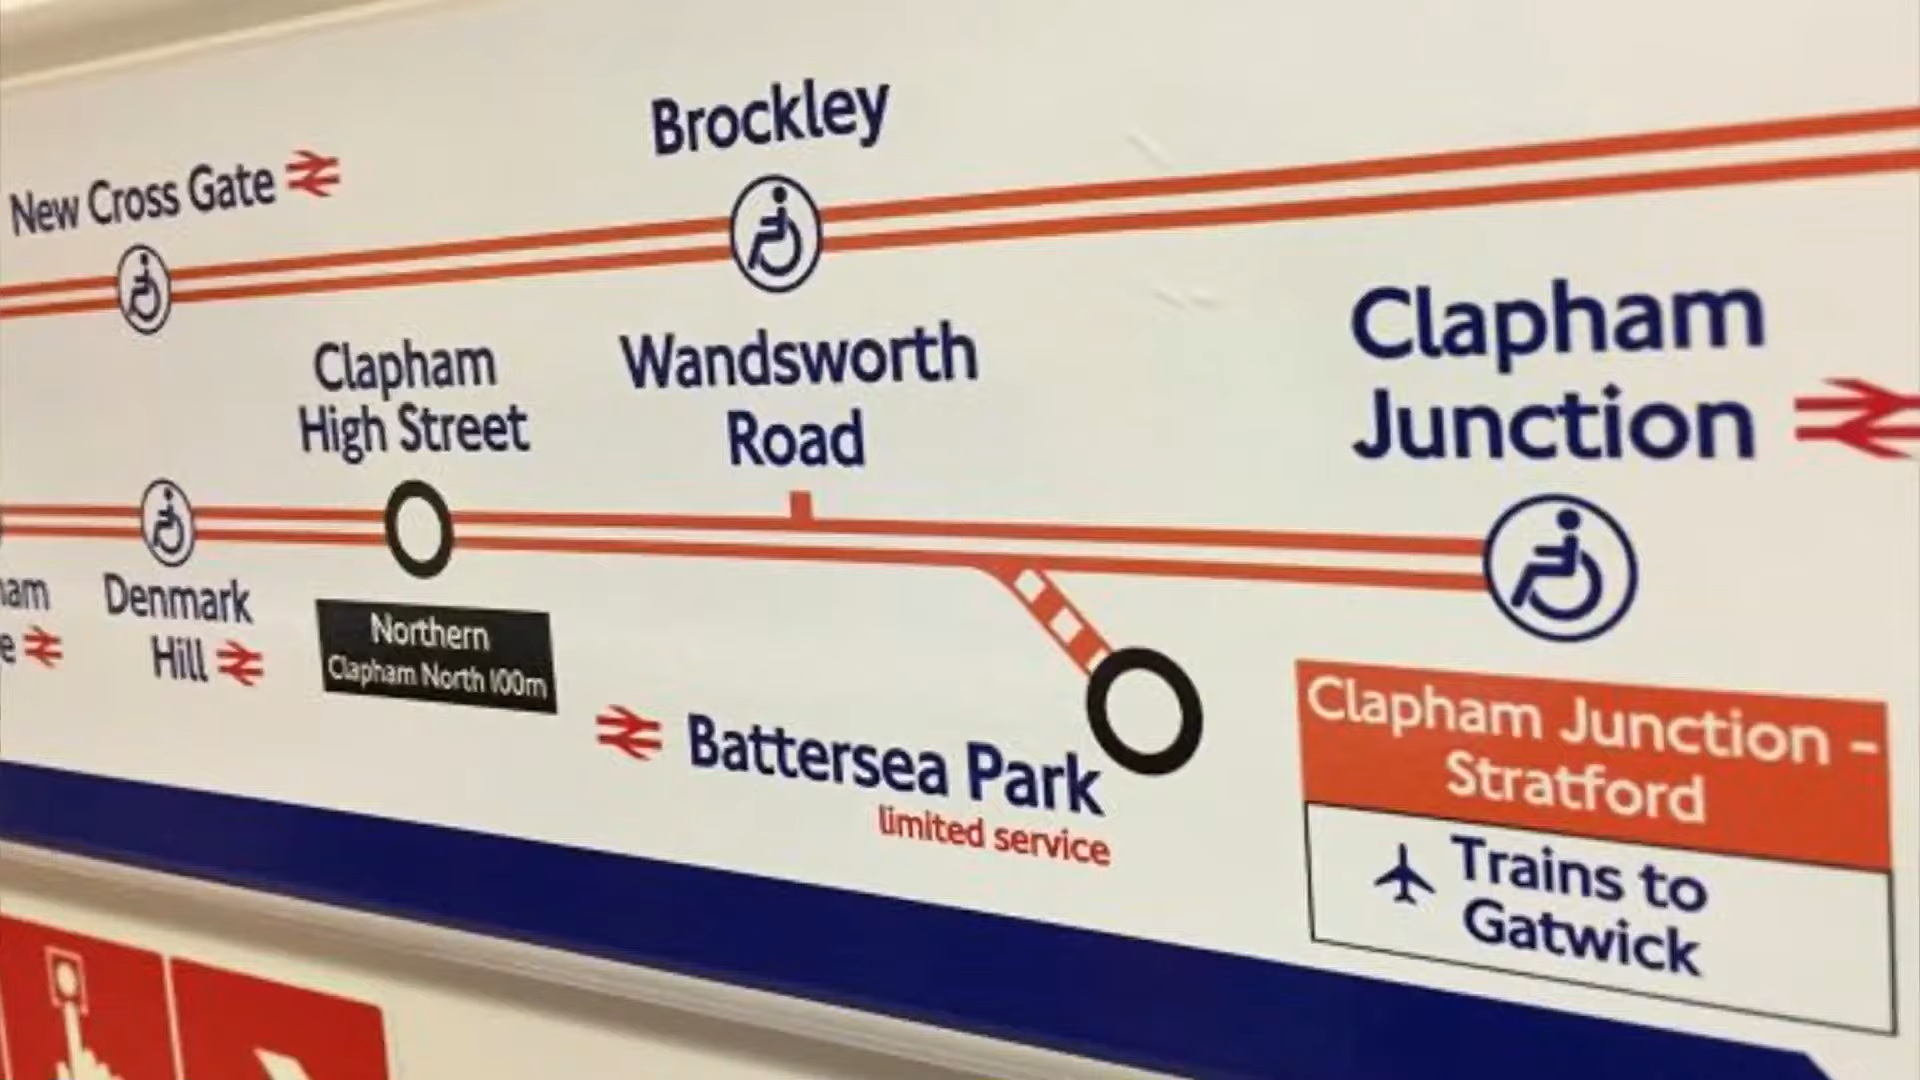 Brockley
New Cross Gate
Clapham
High Street
Wandsworth
Road
Clapham
Junction
Denmark
Hill
Northern
Clapham North 100m
Battersea Park
limited service
Clapham Junction -
Stratford
Trains to
Gatwick